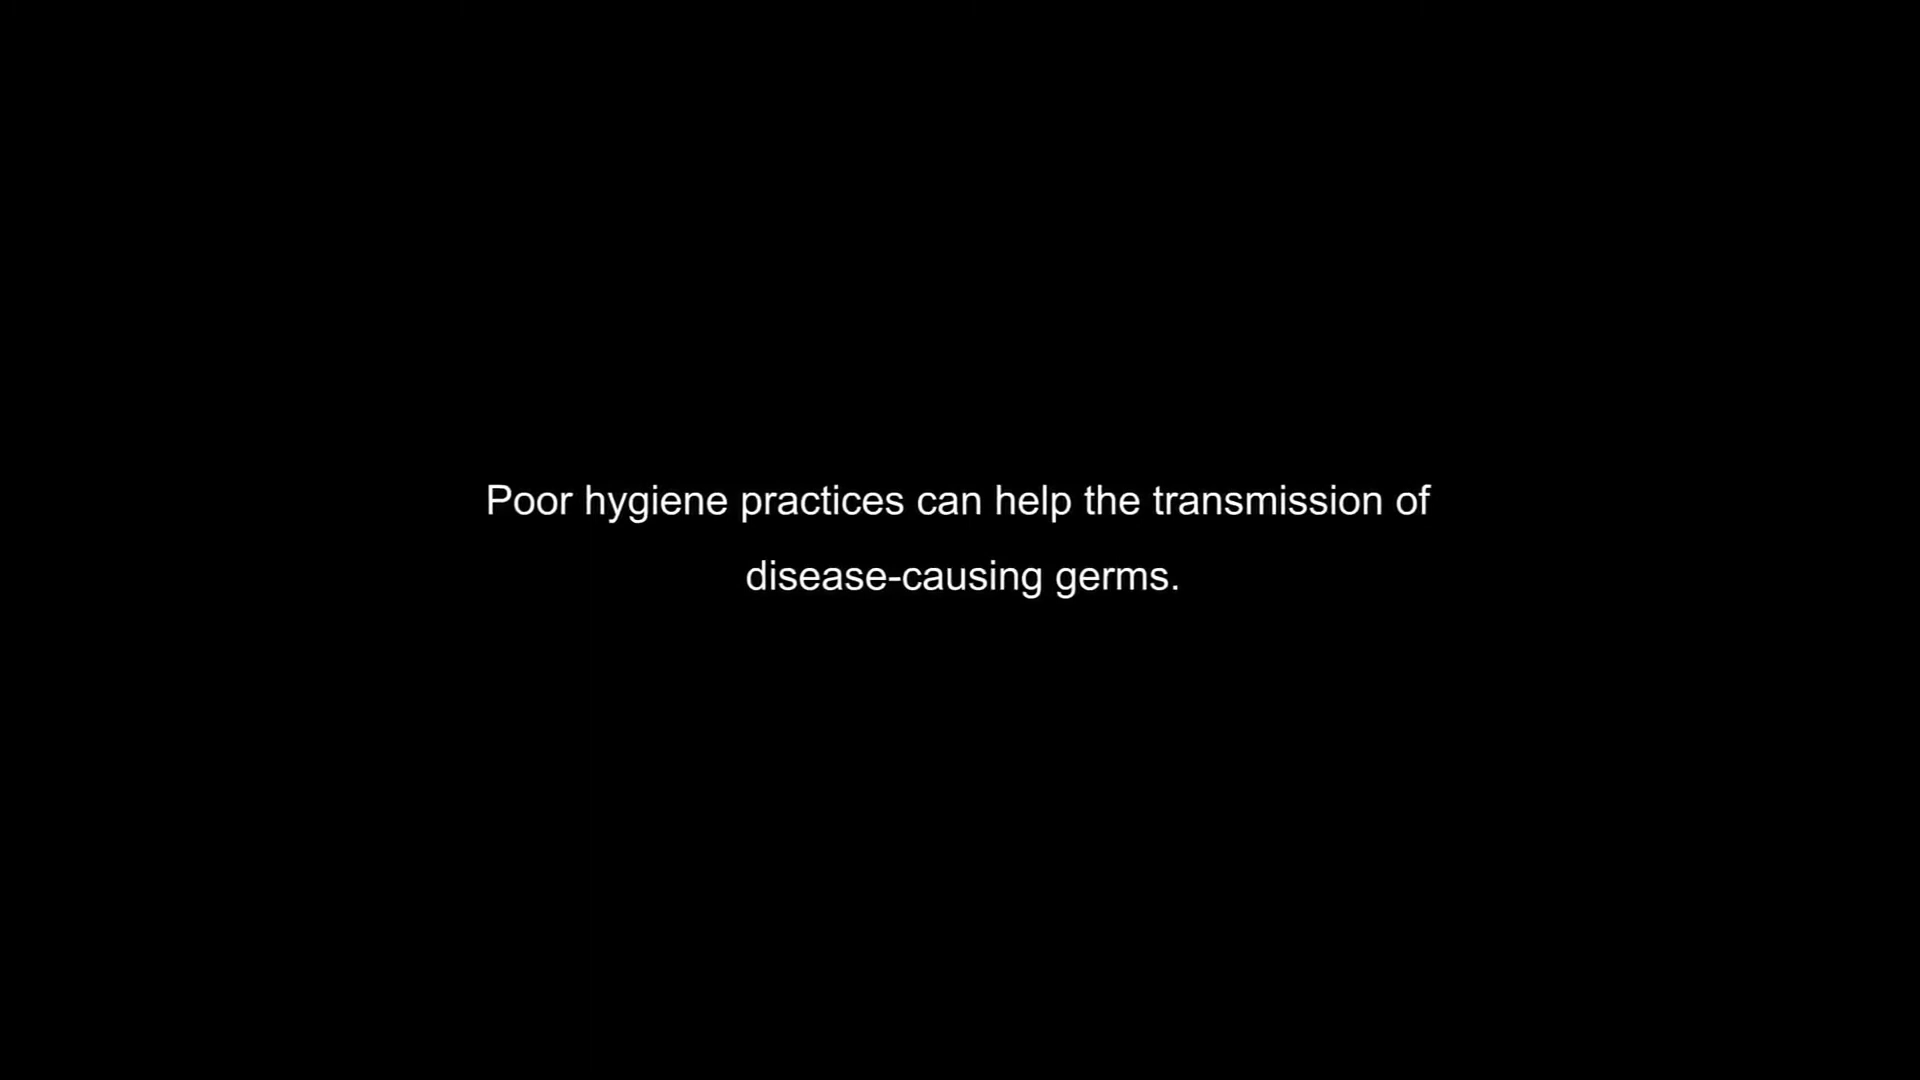 Poor hygiene practices can help the transmission of
disease-causing germs.